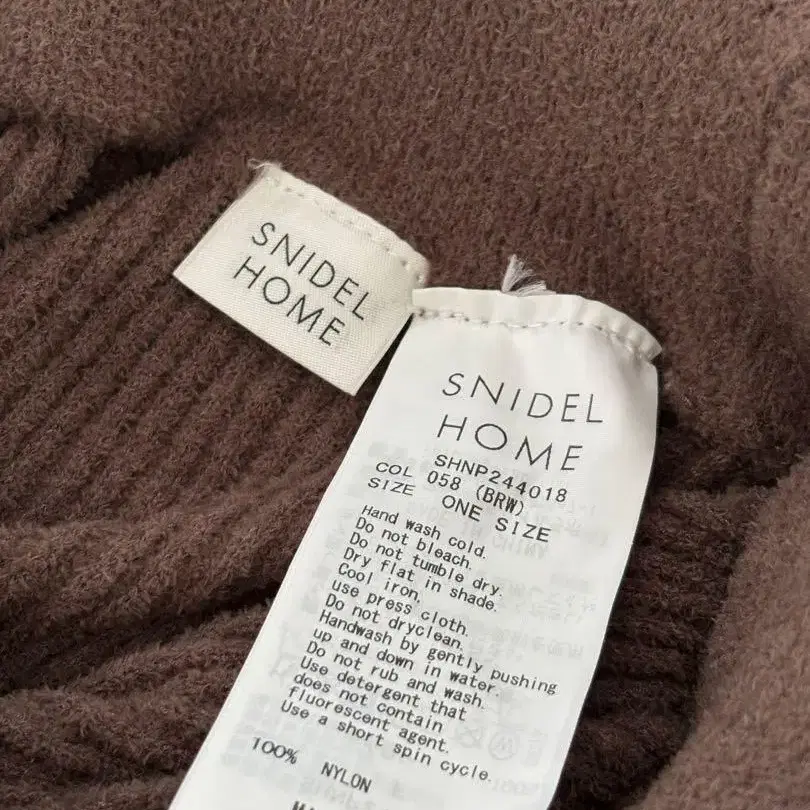 SNIDEL
HOME
SNIDEL
HOME
SHNP244018
COL 058 (BRW)
SIZE ONE SIZE
Hand wash cold.
Do not bleach.
Do not tumble dry.
Dry flat in shade.
Cool iron,
use press cloth.
Do not dryclean.
Handwash by gently pushing
up and down in water.
Do not rub and wash.
Use detergent that
does not contain
fluorescent agent.
Use a short spin cycle.
100% NYLON